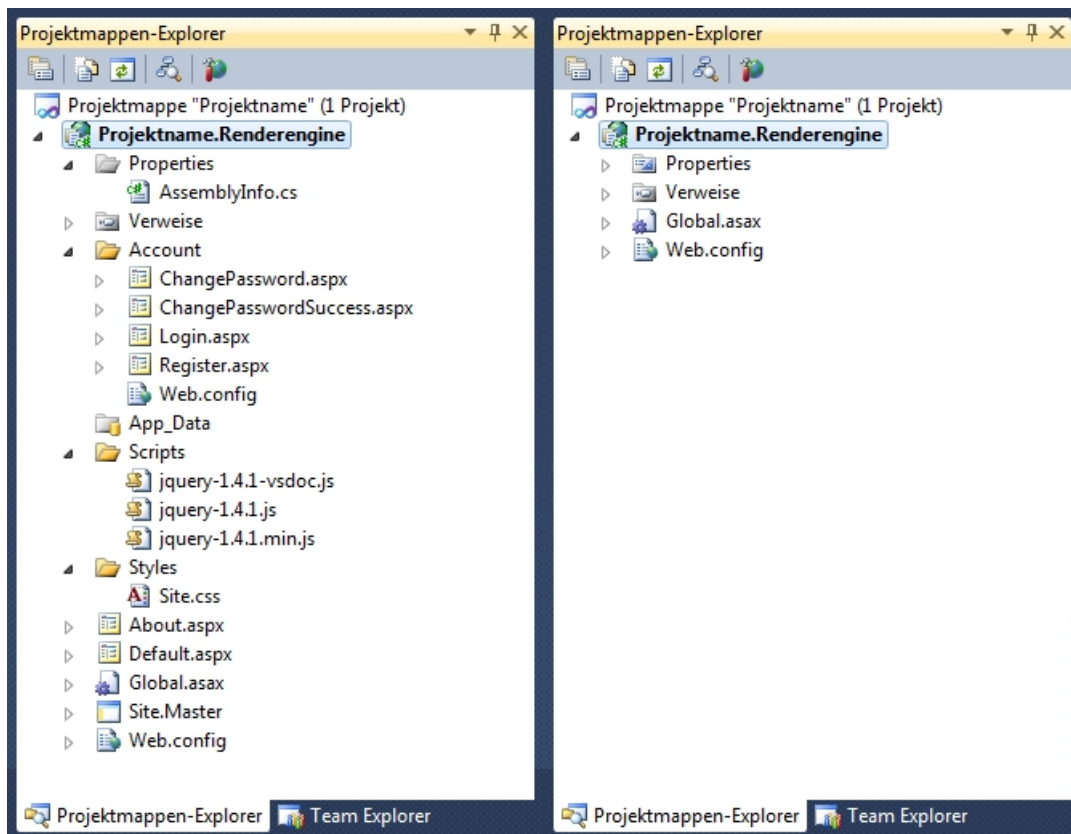 Projektmappen-Explorer
Projektmappe "Projektname" (1 Projekt)
Projektname.Renderengine
Properties
AssemblyInfo.cs
Verweise
Account
ChangePassword.aspx
ChangePasswordSuccess.aspx
Login.aspx
Register.aspx
Web.config
App_Data
Scripts
jquery-1.4.1-vsdoc.js
jquery-1.4.1.js
jquery-1.4.1.min.js
Styles
Site.css
About.aspx
Default.aspx
Global.asax
Site.Master
Web.config
Projektmappen-Explorer
Team Explorer
Projektmappen-Explorer
Projektmappe "Projektname" (1 Projekt)
Projektname.Renderengine
Properties
Verweise
Global.asax
Web.config
Projektmappen-Explorer
Team Explorer